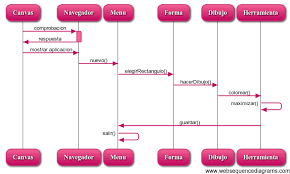 Canvas Navegador Menu Forma Dibujo Herramienta
comprobacion
respuesta
mostrar aplicacion
nuevo()
elegirRectangulo()
hacerDibujo()
colorear()
maximizar()
guardar()
salir()
Canvas Navegador Menu Forma Dibujo Herramienta
www.websequencediagrams.com